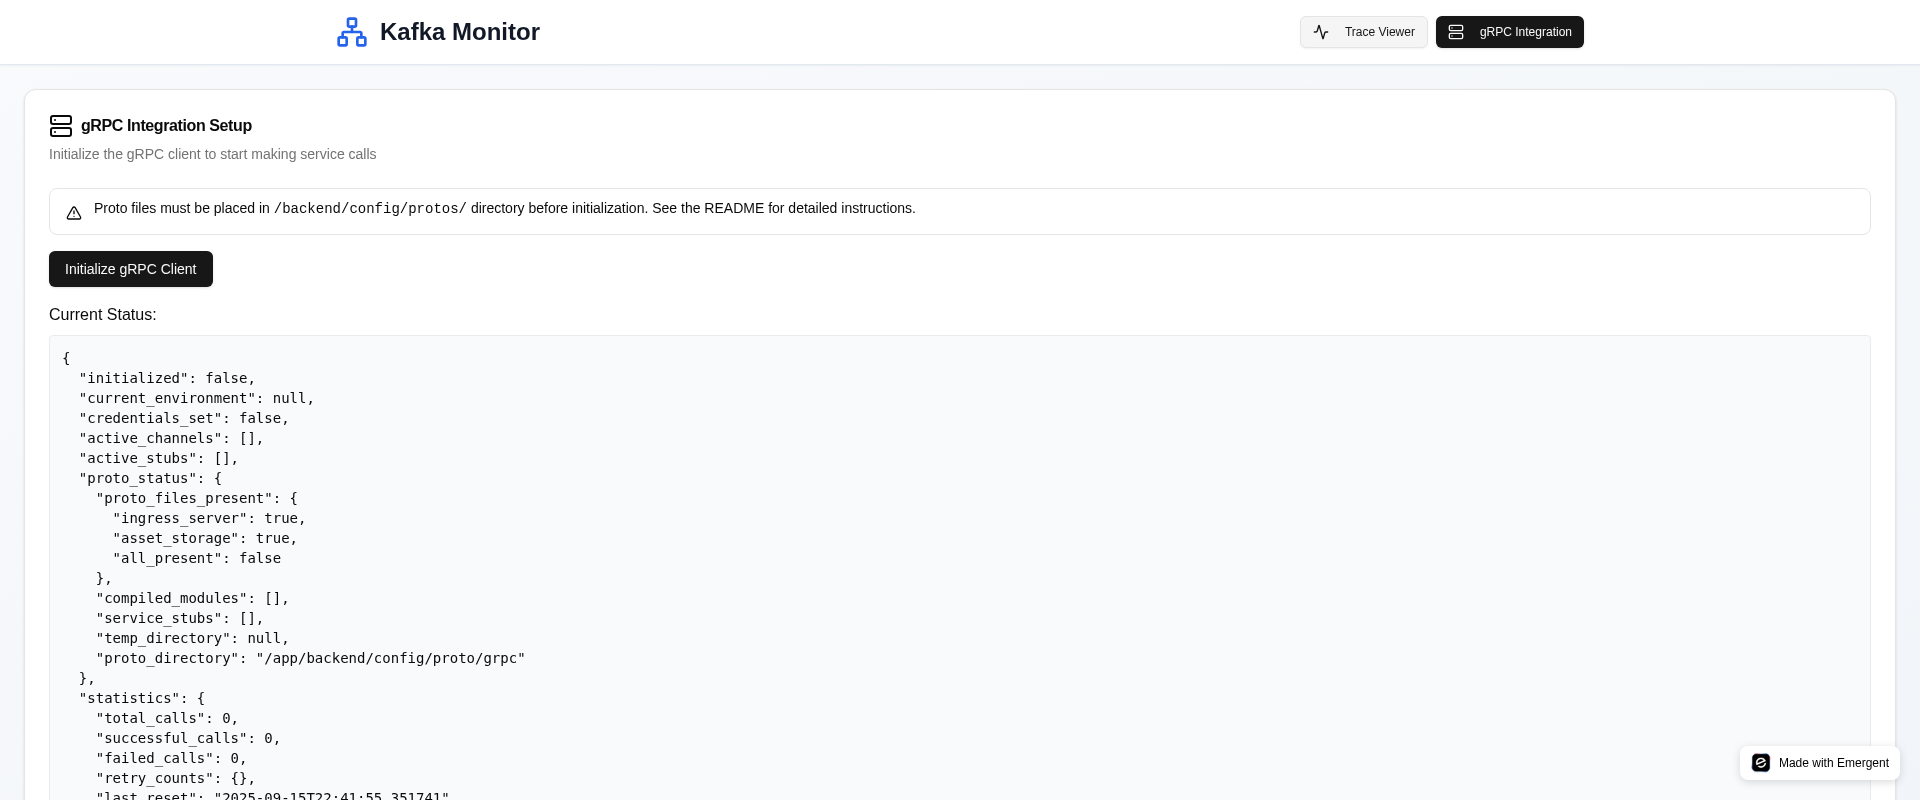 Kafka Monitor
Trace Viewer
gRPC Integration
gRPC Integration Setup
Initialize the gRPC client to start making service calls
Proto files must be placed in /backend/config/protos/ directory before initialization. See the README for detailed instructions.
Initialize gRPC Client
Current Status:
{
  "initialized": false,
  "current_environment": null,
  "credentials_set": false,
  "active_channels": [],
  "active_stubs": [],
  "proto_status": {
    "proto_files_present": {
      "ingress_server": true,
      "asset_storage": true,
      "all_present": false
    },
    "compiled_modules": [],
    "service_stubs": [],
    "temp_directory": null,
    "proto_directory": "/app/backend/config/proto/grpc"
  },
  "statistics": {
    "total_calls": 0,
    "successful_calls": 0,
    "failed_calls": 0,
    "retry_counts": {},
    "last_reset": "2025-09-15T22:41:55.351741"
Made with Emergent